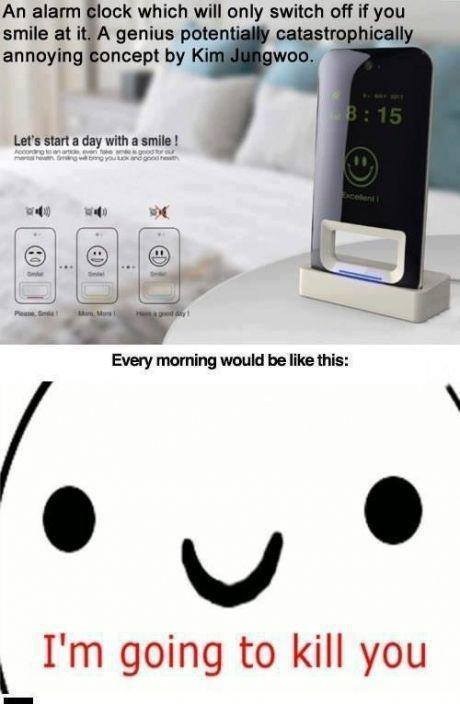 An alarm clock which will only switch off if you
smile at it. A genius potentially catastrophically
annoying concept by Kim Jungwoo.
8:15
Excellent !
Let's start a day with a smile !
Please, Smile !
More, More !
Have a good day !
Every morning would be like this:
I'm going to kill you